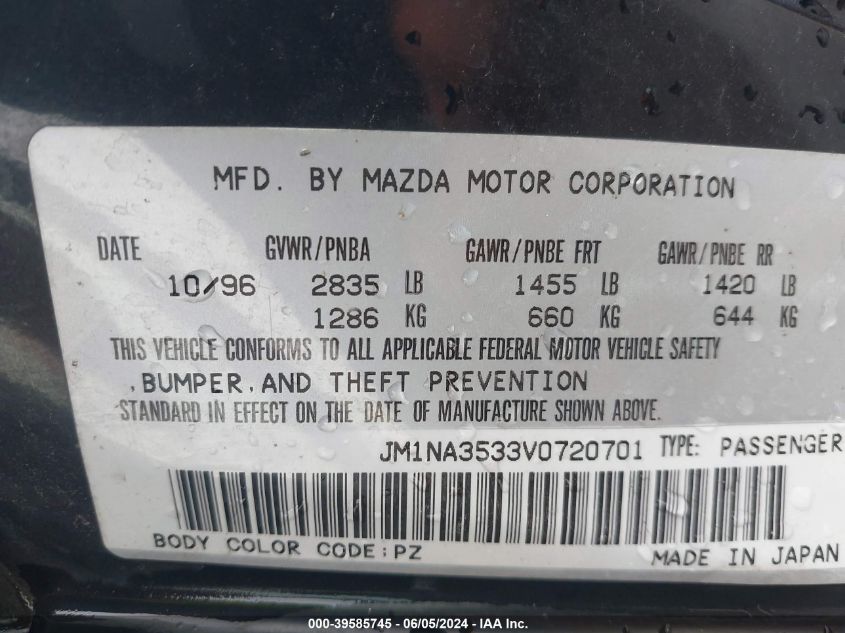 MFD. BY MAZDA MOTOR CORPORATION
DATE GVWR/PNBA GAWR/PNBE FRT GAWR/PNBE RR
10/96 2835 LB 1455 LB 1420 LB
1286 KG 660 KG 644 KG
THIS VEHICLE CONFORMS TO ALL APPLICABLE FEDERAL MOTOR VEHICLE SAFETY
,BUMPER,AND THEFT PREVENTION
STANDARD IN EFFECT ON THE DATE OF MANUFACTURE SHOWN ABOVE.
JM1NA3533V0720701 TYPE: PASSENGER
BODY COLOR CODE:PZ MADE IN JAPAN
000-39585745 - 06/05/2024 - IAA Inc.